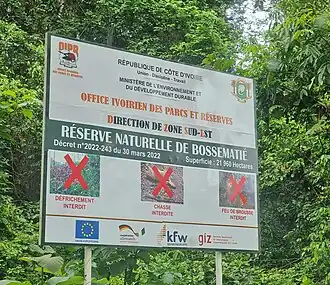 OIPR
RÉPUBLIQUE DE CÔTE D'IVOIRE
Union - Discipline - Travail
MINISTÈRE DE L'ENVIRONNEMENT ET
DU DÉVELOPPEMENT DURABLE
OFFICE IVOIRIEN DES PARCS ET RÉSERVES
DIRECTION DE ZONE SUD-EST
RÉSERVE NATURELLE DE BOSSEMATIÉ
Décret n°2022-243 du 30 mars 2022
Superficie : 21 960 Hectares
DÉFRICHEMENT
INTERDIT
CHASSE
INTERDITE
FEU DE BROUSSE
INTERDIT
kfw
giz